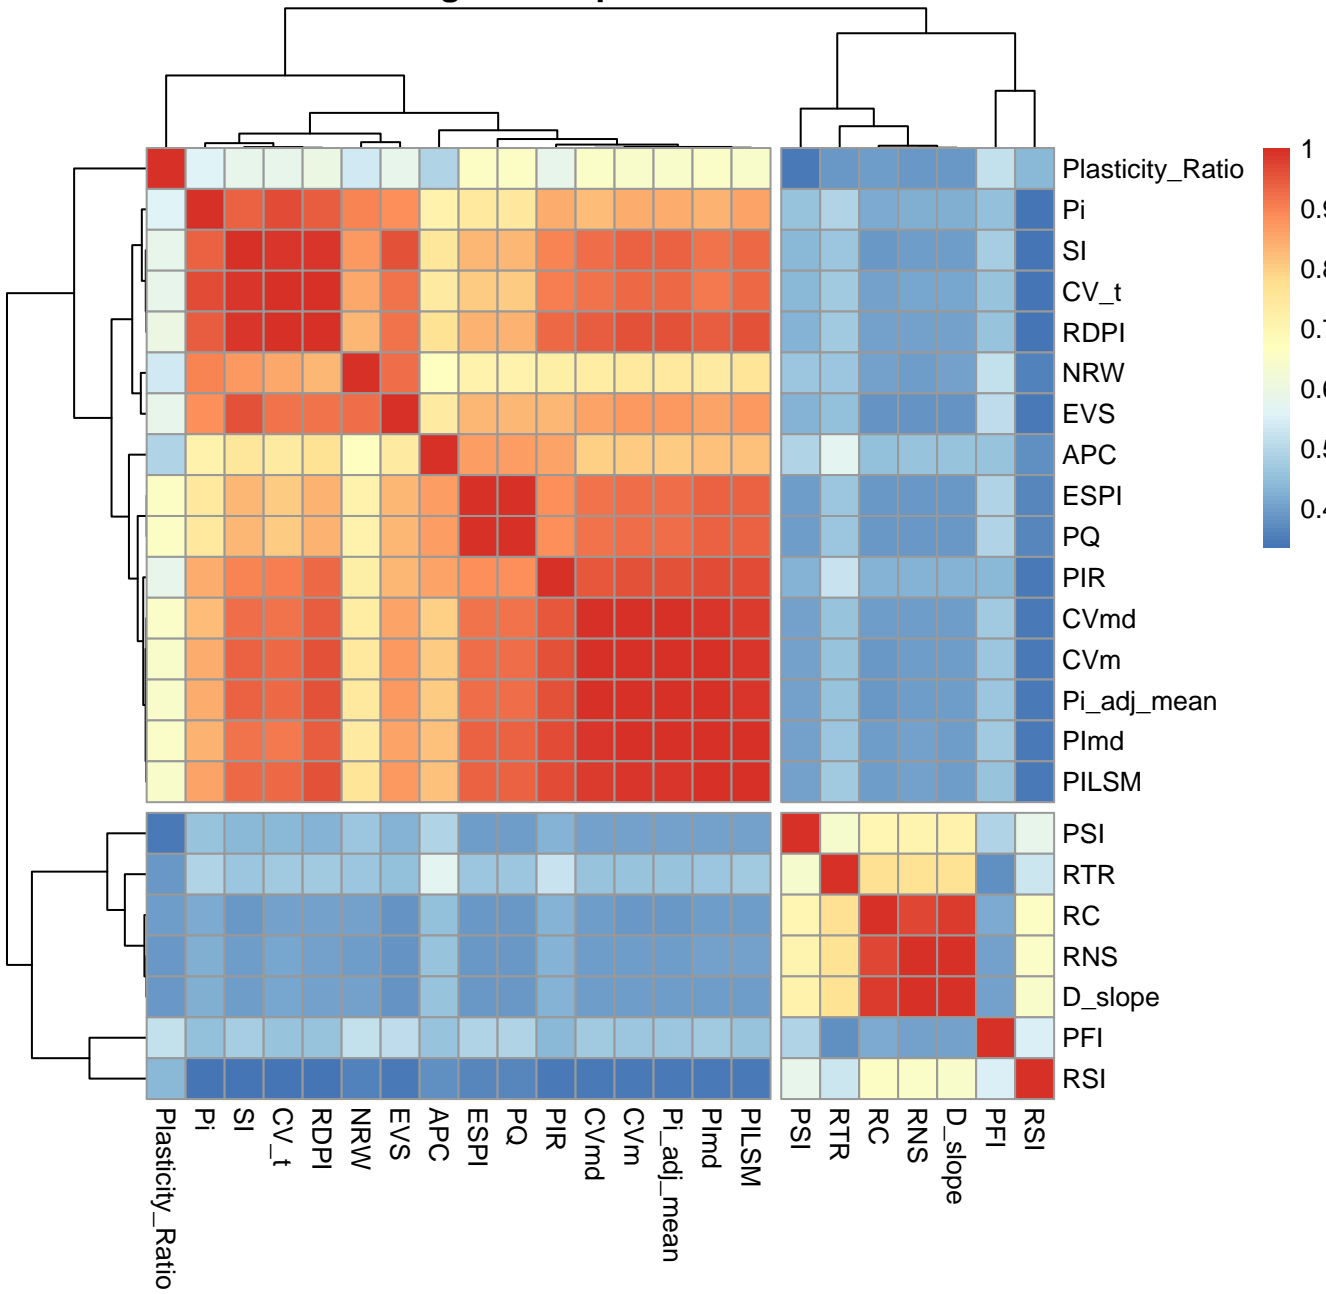 1
Plasticity_Ratio
Pi
SI
CV_t
RDPI
NRW
EVS
APC
ESPI
PQ
PIR
CVmd
CVm
Pi_adj_mean
PImd
PILSM
PSI
RTR
RC
RNS
D_slope
PFI
RSI
Plasticity_Ratio
Pi
SI
CV_t
RDPI
NRW
EVS
APC
ESPI
PQ
PIR
CVmd
CVm
Pi_adj_mean
PImd
PILSM
PSI
RTR
RC
RNS
D_slope
PFI
RSI